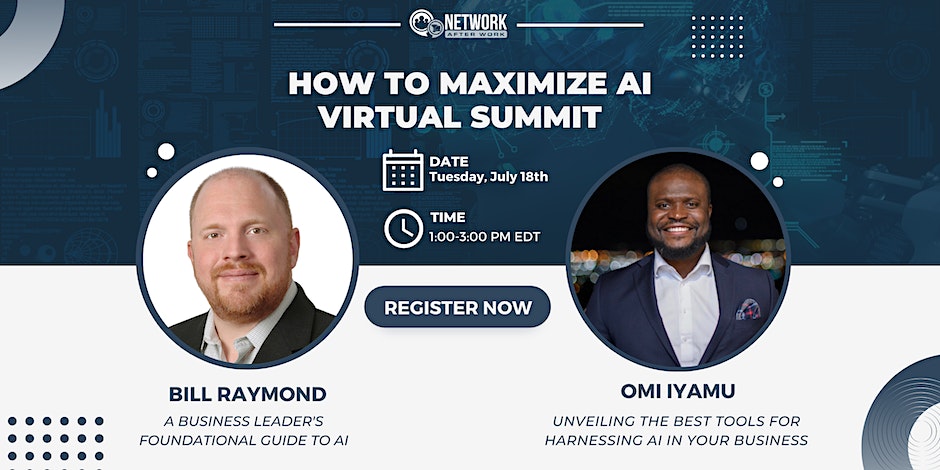 NETWORK
AFTER WORK
HOW TO MAXIMIZE AI
VIRTUAL SUMMIT
DATE
Tuesday, July 18th
TIME
1:00-3:00 PM EDT
REGISTER NOW
BILL RAYMOND
A BUSINESS LEADER'S
FOUNDATIONAL GUIDE TO AI
OMI IYAMU
UNVEILING THE BEST TOOLS FOR
HARNESSING AI IN YOUR BUSINESS